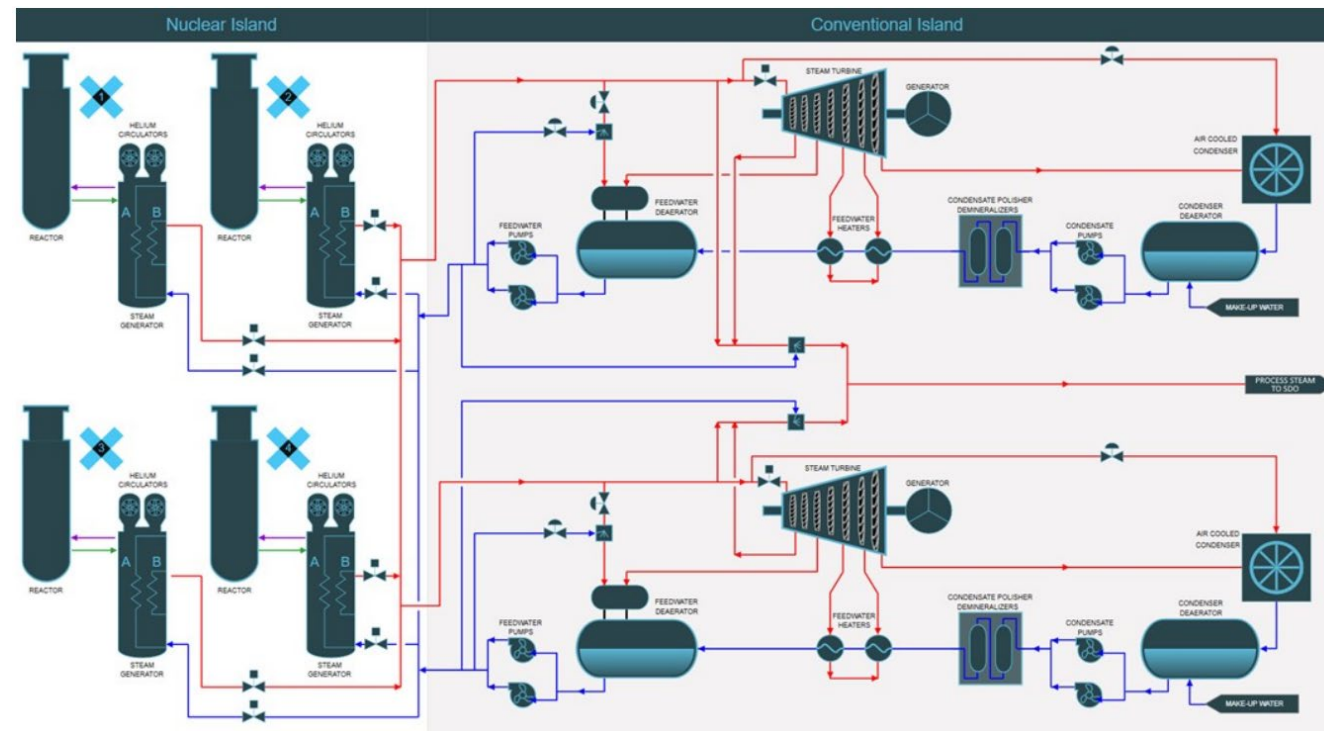 Nuclear Island
Conventional Island
1
2
HELIUM
CIRCULATORS
HELIUM
CIRCULATORS
A B
A B
REACTOR
REACTOR
STEAM
GENERATOR
STEAM
GENERATOR
STEAM TURBINE
GENERATOR
AIR COOLED
CONDENSER
FEEDWATER
DEAERATOR
FEEDWATER
PUMPS
FEEDWATER
HEATERS
CONDENSATE POLISHER
DEMINERALIZERS
CONDENSATE
PUMPS
CONDENSER
DEAERATOR
MAKE-UP WATER
PROCESS STEAM
TO SDO
3
4
HELIUM
CIRCULATORS
HELIUM
CIRCULATORS
A B
A B
REACTOR
REACTOR
STEAM
GENERATOR
STEAM
GENERATOR
STEAM TURBINE
GENERATOR
AIR COOLED
CONDENSER
FEEDWATER
DEAERATOR
FEEDWATER
PUMPS
FEEDWATER
HEATERS
CONDENSATE POLISHER
DEMINERALIZERS
CONDENSATE
PUMPS
CONDENSER
DEAERATOR
MAKE-UP WATER